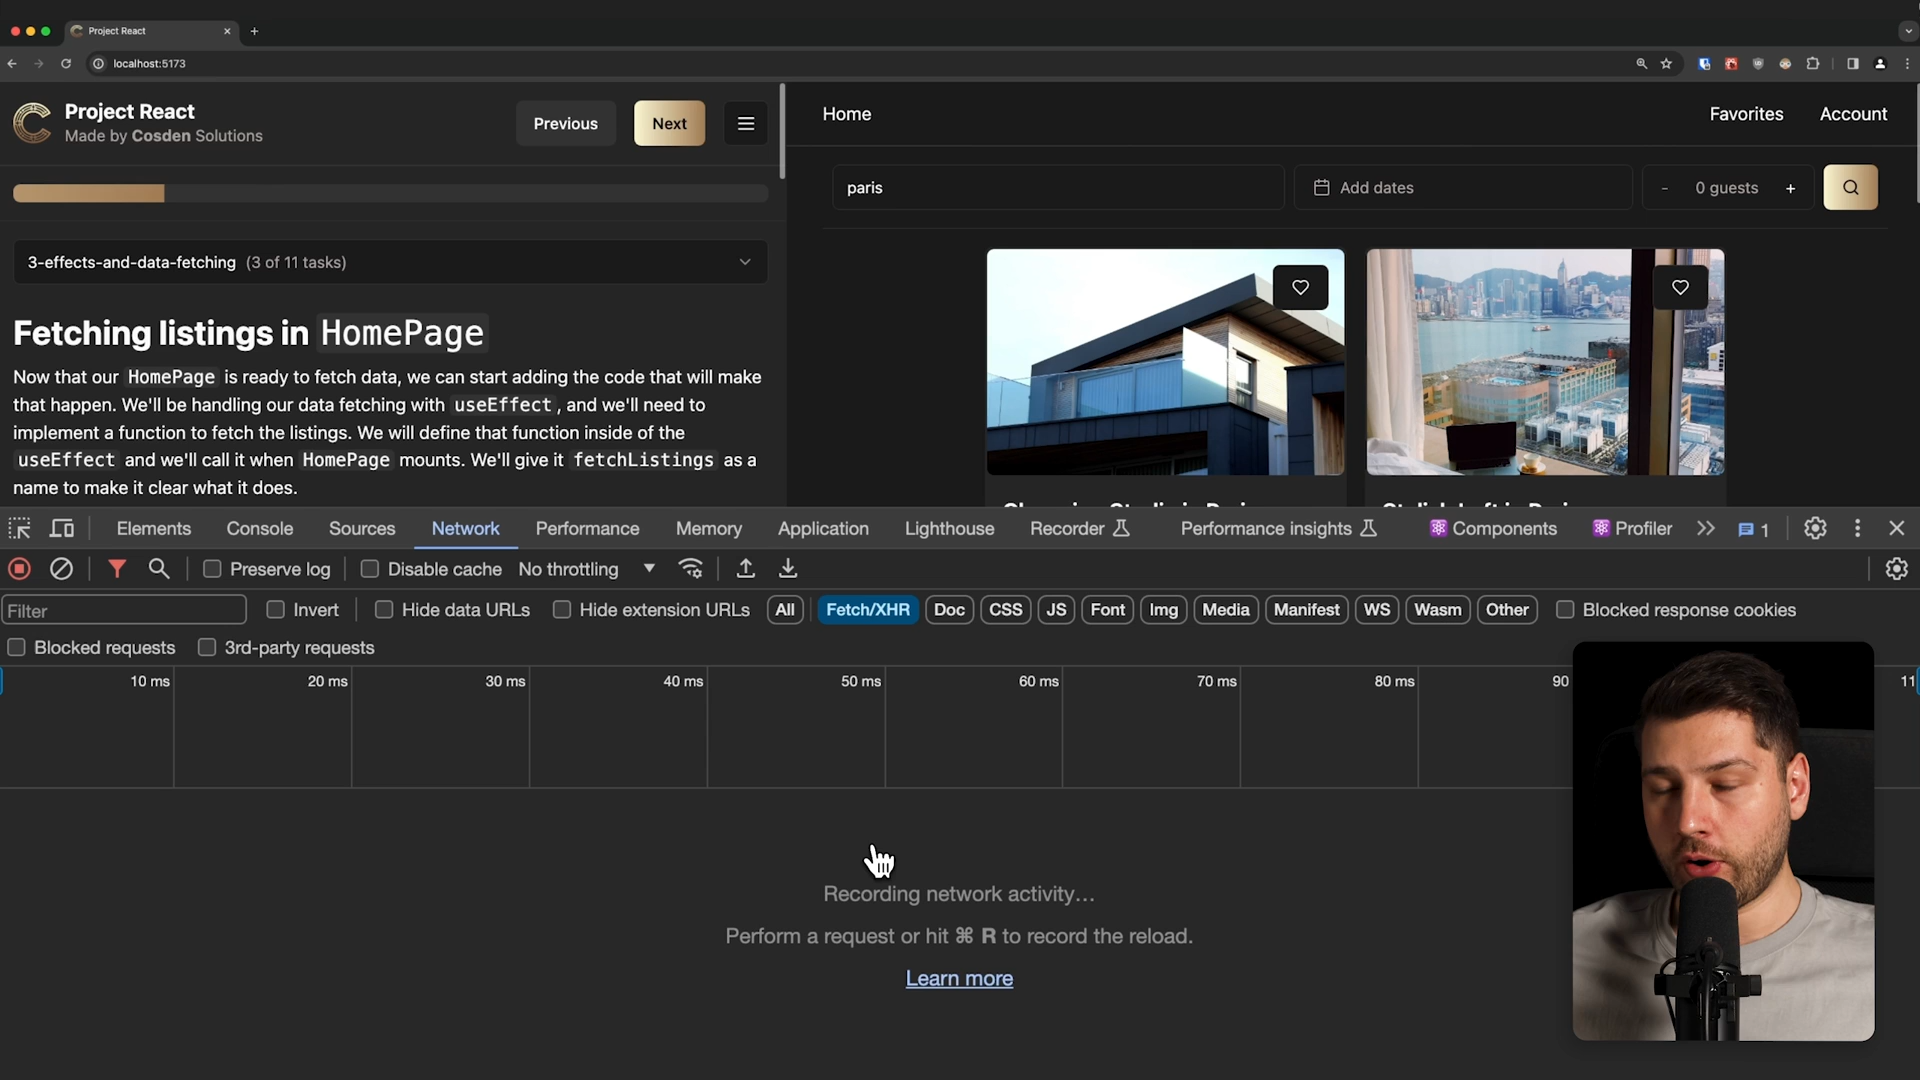 Project React
localhost:5173
Project React
Made by Cosden Solutions
Previous
Next
3-effects-and-data-fetching (3 of 11 tasks)
Fetching listings in HomePage
Now that our HomePage is ready to fetch data, we can start adding the code that will make
that happen. We'll be handling our data fetching with useEffect, and we'll need to
implement a function to fetch the listings. We will define that function inside of the
useEffect and we'll call it when HomePage mounts. We'll give it fetchListings as a
name to make it clear what it does.
Home
Favorites
Account
paris
Add dates
- 0 guests +
Elements
Console
Sources
Network
Performance
Memory
Application
Lighthouse
Recorder
Performance insights
Components
Profiler
1
Preserve log
Disable cache
No throttling
Filter
Invert
Hide data URLs
Hide extension URLs
All
Fetch/XHR
Doc
CSS
JS
Font
Img
Media
Manifest
WS
Wasm
Other
Blocked response cookies
Blocked requests
3rd-party requests
10 ms
20 ms
30 ms
40 ms
50 ms
60 ms
70 ms
80 ms
90
11
Recording network activity…
Perform a request or hit ⌘ R to record the reload.
Learn more